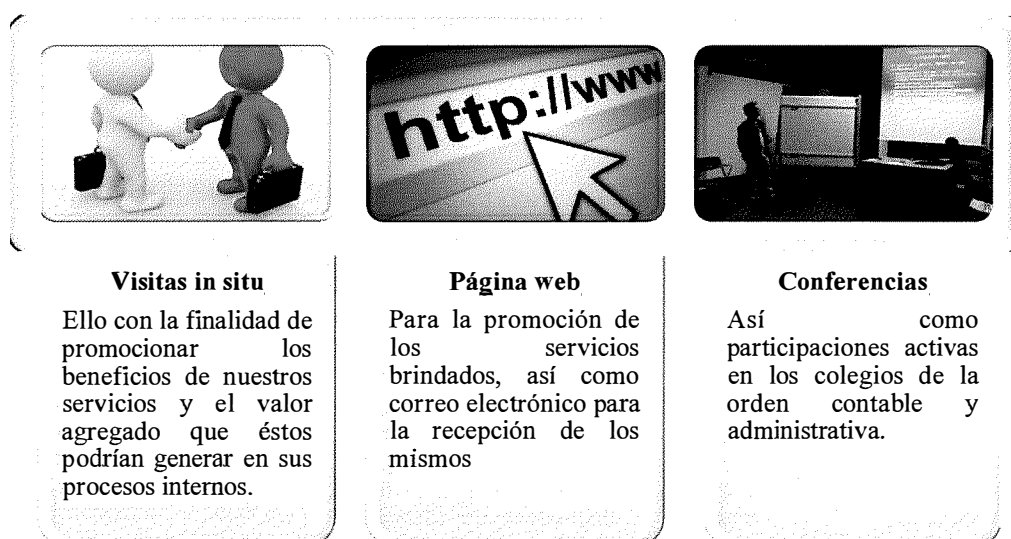 http://www
Visitas in situ
Ello con la finalidad de
promocionar los
beneficios de nuestros
servicios y el valor
agregado que éstos
podrían generar en sus
procesos internos.
Página web
Para la promoción de
los servicios
brindados, así como
correo electrónico para
la recepción de los
mismos
Conferencias
Así como
participaciones activas
en los colegios de la
orden contable y
administrativa.